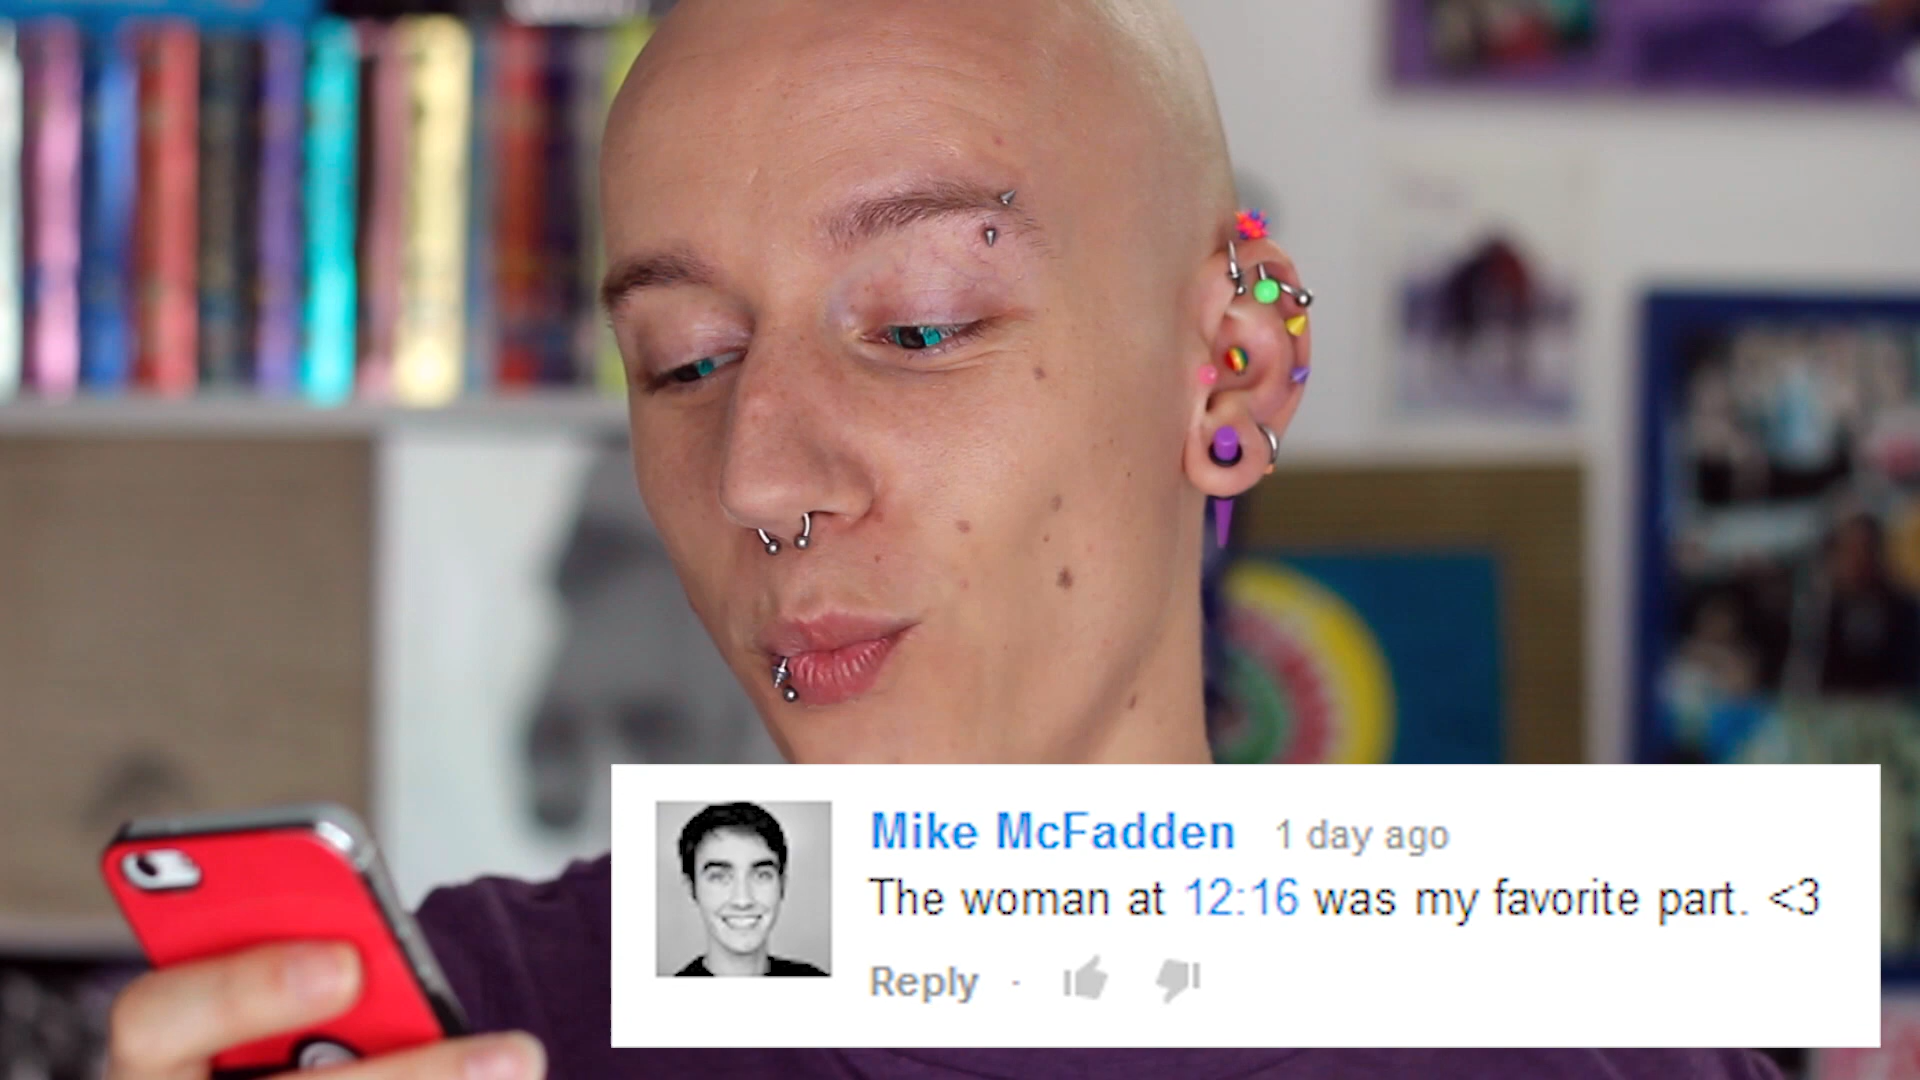 Mike McFadden 1 day ago
The woman at 12:16 was my favorite part. <3
Reply ·